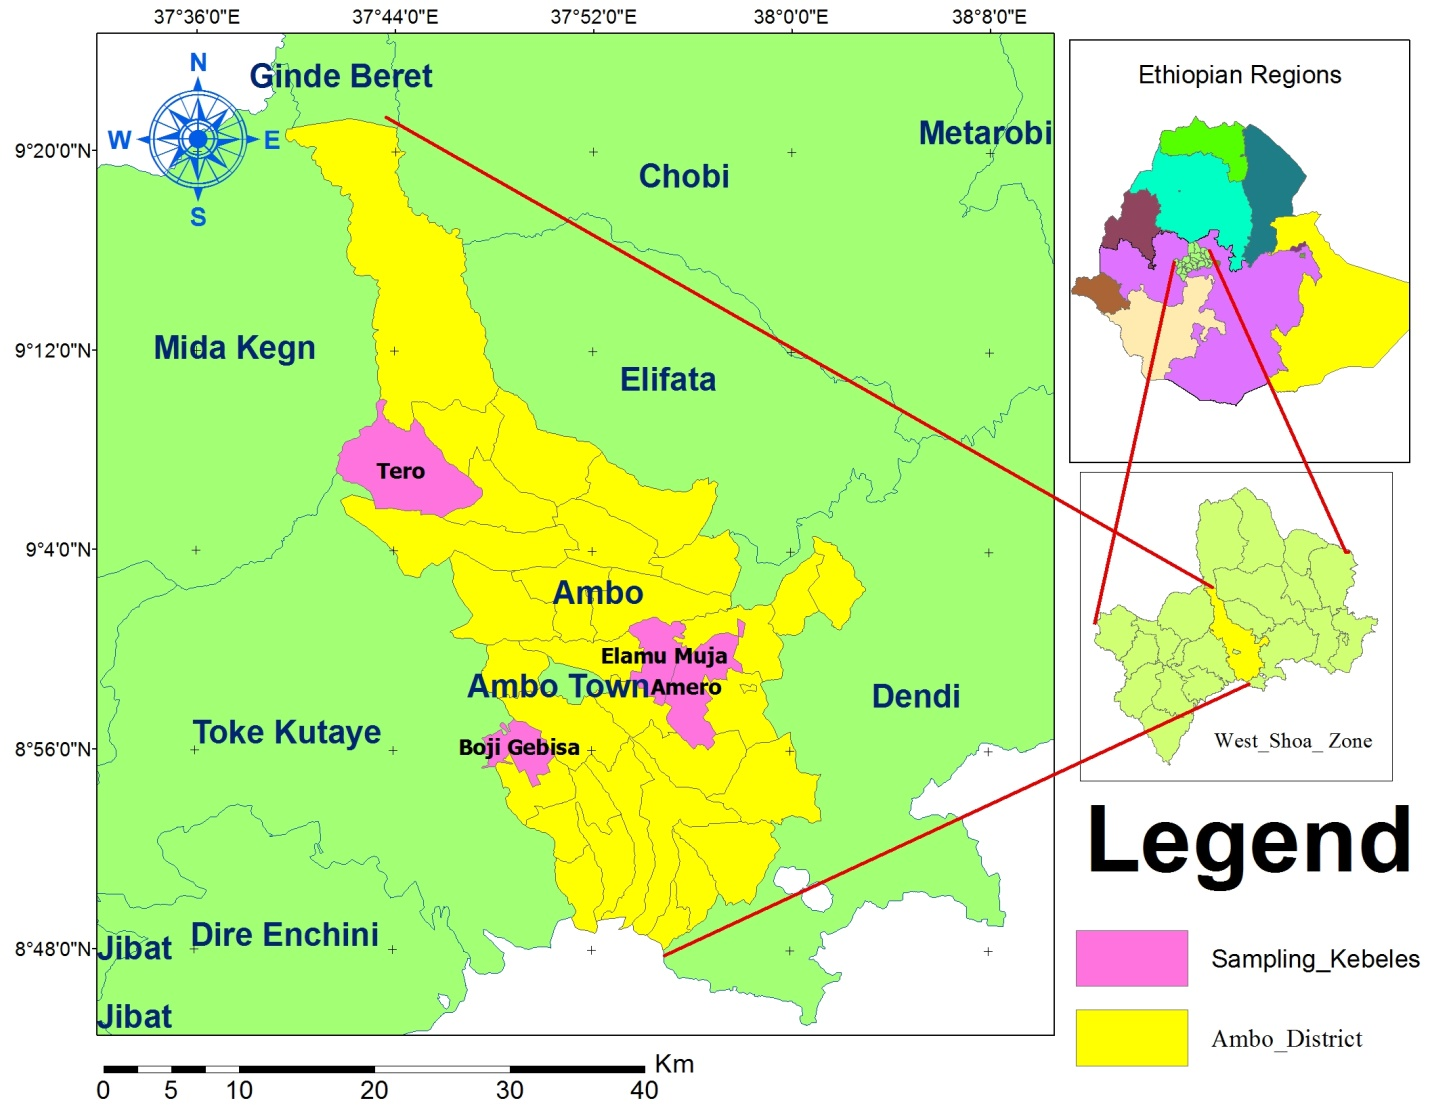 37°36'0"E 37°44'0"E 37°52'0"E 38°0'0"E 38°8'0"E
N
W E
S
9°20'0"N
9°12'0"N
9°4'0"N
8°56'0"N
8°48'0"N
Ginde Beret
Metarobi
Chobi
Mida Kegn
Elifata
Tero
Ambo
Elamu Muja
Ambo Town
Amero
Dendi
Toke Kutaye
Boji Gebisa
Dire Enchini
Jibat
Jibat
Km
0 5 10 20 30 40
Ethiopian Regions
West_Shoa_ Zone
Legend
Sampling_Kebeles
Ambo_District